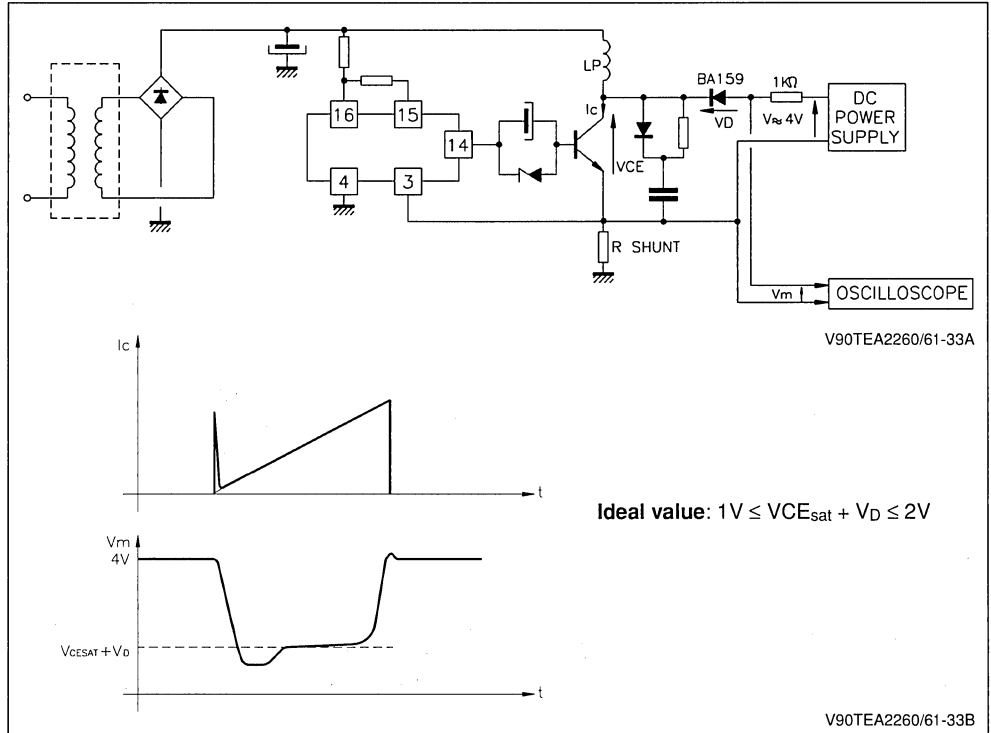 LP
BA159
1KΩ
DC
POWER
SUPPLY
Ic
VD
V≈ 4V
16
15
14
VCE
4
3
R SHUNT
Vm
OSCILLOSCOPE
V90TEA2260/61-33A
Ic
t
Ideal value: 1V ≤ VCEsat + VD ≤ 2V
Vm
4V
VCESAT+VD
t
V90TEA2260/61-33B